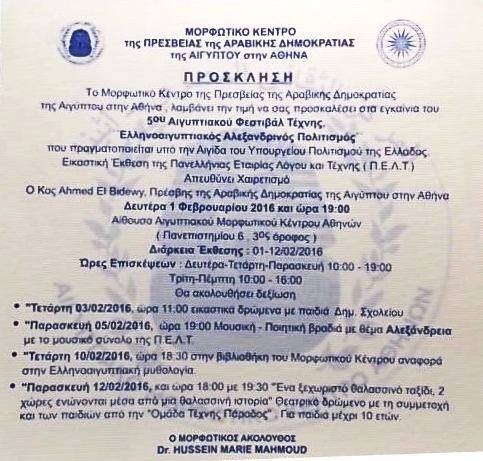 ΜΟΡΦΩΤΙΚΟ ΚΕΝΤΡΟ
της ΠΡΕΣΒΕΙΑΣ της ΑΡΑΒΙΚΗΣ ΔΗΜΟΚΡΑΤΙΑΣ
της ΑΙΓΥΠΤΟΥ στην ΑΘΗΝΑ
ΠΡΟΣΚΛΗΣΗ
Το Μορφωτικό Κέντρο της Πρεσβείας της Αραβικής Δημοκρατίας
της Αιγύπτου στην Αθήνα , λαμβάνει την τιμή να σας προσκαλέσει στα εγκαίνια του
5ου Αιγυπτιακού Φεστιβάλ Τέχνης,
Έλληνοαιγυπτιακός Αλεξανδρινός Πολιτισμός΄
που πραγματοποιείται υπό την Αιγίδα του Υπουργείου Πολιτισμού της Ελλάδος.
Εικαστική Έκθεση της Πανελλήνιας Εταιρίας Λόγου και Τέχνης ( Π.Ε.Λ.Τ.)
Απευθύνει Χαιρετισμό
Ο Κος Ahmed El Bidewy, Πρέσβης της Αραβικής Δημοκρατίας της Αιγύπτου στην Αθήνα
Δευτέρα 1 Φεβρουαρίου 2016 και ώρα 19:00
Αίθουσα Αιγυπτιακού Μορφωτικού Κέντρου Αθηνών
( Πανεπιστημίου 6 , 3ος όροφος )
Διάρκεια Έκθεσης : 01-12/02/2016
Ώρες Επισκέψεων : Δευτέρα-Τετάρτη-Παρασκευή 10:00 - 19:00
Τρίτη-Πέμπτη 10:00 - 16:00
Θα ακολουθήσει δεξίωση
• "Τετάρτη 03/02/2016, ώρα 11:00 εικαστικά δρώμενα με παιδιά Δημ. Σχολείου
• "Παρασκευή 05/02/2016, ώρα 19:00 Μουσική - Ποιητική βραδιά με θέμα Αλεξάνδρεια
με το μουσικό σύνολο της Π.Ε.Λ.Τ.
• "Τετάρτη 10/02/2016, ώρα 18:30 στην βιβλιοθήκη του Μορφωτικού Κέντρου αναφορά
στην Ελληνοαιγυπτιακή μυθολογία.
• "Παρασκευή 12/02/2016, και ώρα 18:00 με 19:30 "Ένα ξεχωριστό θαλασσινό ταξίδι, 2
χώρες ενώνονται μέσα από μία θαλασσινή ιστορία" Θεατρικό δρώμενο με τη συμμετοχή
και των παιδιών από την "Ομάδα Τέχνης Πάροδος" . Για παιδιά μέχρι 10 ετών.
Ο ΜΟΡΦΩΤΙΚΟΣ ΑΚΟΛΟΥΘΟΣ
Dr. HUSSEIN MARIE MAHMOUD